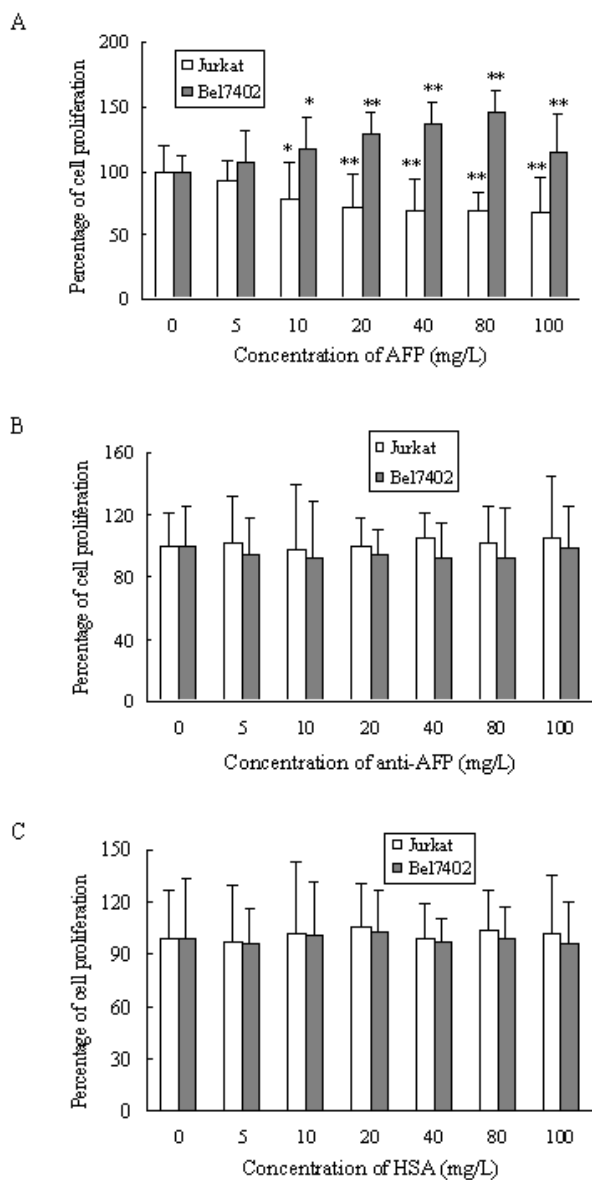 A
200
150
100
50
0
Percentage of cell proliferation
Jurkat
Bel7402
* * ** ** ** ** ** ** ** **
0 5 10 20 40 80 100
Concentration of AFP (mg/L)
B
160
120
80
40
0
Percentage of cell proliferation
Jurkat
Bel7402
0 5 10 20 40 80 100
Concentration of anti-AFP (mg/L)
C
150
120
90
60
30
0
Percentage of cell proliferation
Jurkat
Bel7402
0 5 10 20 40 80 100
Concentration of HSA (mg/L)